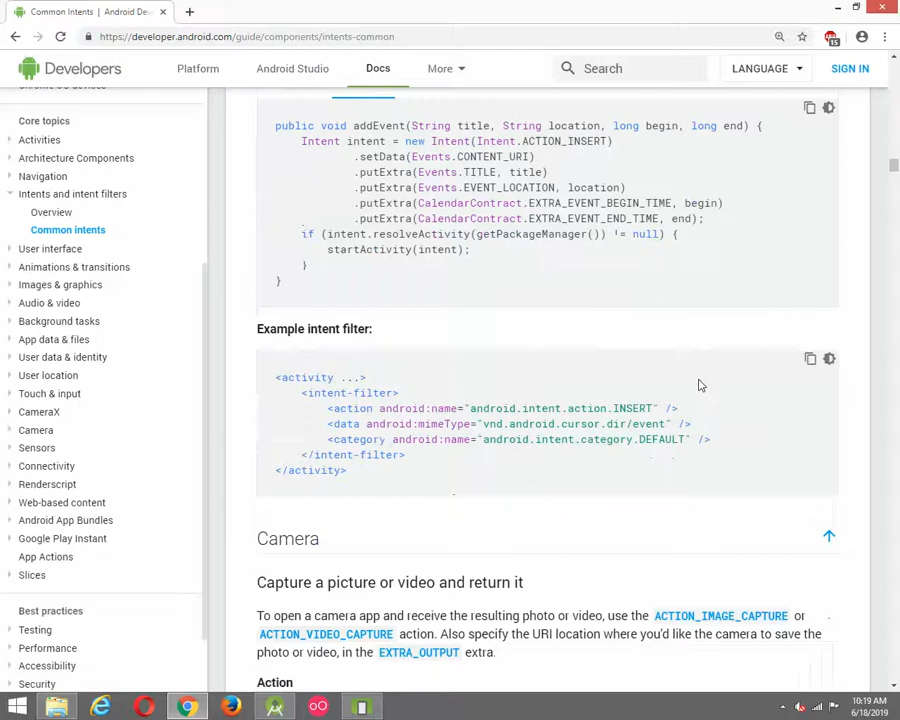 Common Intents | Android Dev
https://developer.android.com/guide/components/intents-common
15
Developers
Platform
Android Studio
Docs
More
Search
LANGUAGE
SIGN IN
Chrome OS devices
Core topics
Activities
Architecture Components
Navigation
Intents and intent filters
Overview
Common intents
User interface
Animations & transitions
Images & graphics
Audio & video
Background tasks
App data & files
User data & identity
User location
Touch & input
CameraX
Camera
Sensors
Connectivity
Renderscript
Web-based content
Android App Bundles
Google Play Instant
App Actions
Slices
Best practices
Testing
Performance
Accessibility
Security
public void addEvent(String title, String location, long begin, long end) {
Intent intent = new Intent(Intent.ACTION_INSERT)
.setData(Events.CONTENT_URI)
.putExtra(Events.TITLE, title)
.putExtra(Events.EVENT_LOCATION, location)
.putExtra(CalendarContract.EXTRA_EVENT_BEGIN_TIME, begin)
.putExtra(CalendarContract.EXTRA_EVENT_END_TIME, end);
if (intent.resolveActivity(getPackageManager()) != null) {
startActivity(intent);
}
}
Example intent filter:
<activity ...>
<intent-filter>
<action android:name="android.intent.action.INSERT" />
<data android:mimeType="vnd.android.cursor.dir/event" />
<category android:name="android.intent.category.DEFAULT" />
</intent-filter>
</activity>
Camera
Capture a picture or video and return it
To open a camera app and receive the resulting photo or video, use the ACTION_IMAGE_CAPTURE or
ACTION_VIDEO_CAPTURE action. Also specify the URI location where you'd like the camera to save the
photo or video, in the EXTRA_OUTPUT extra.
Action
10:19 AM
6/18/2019